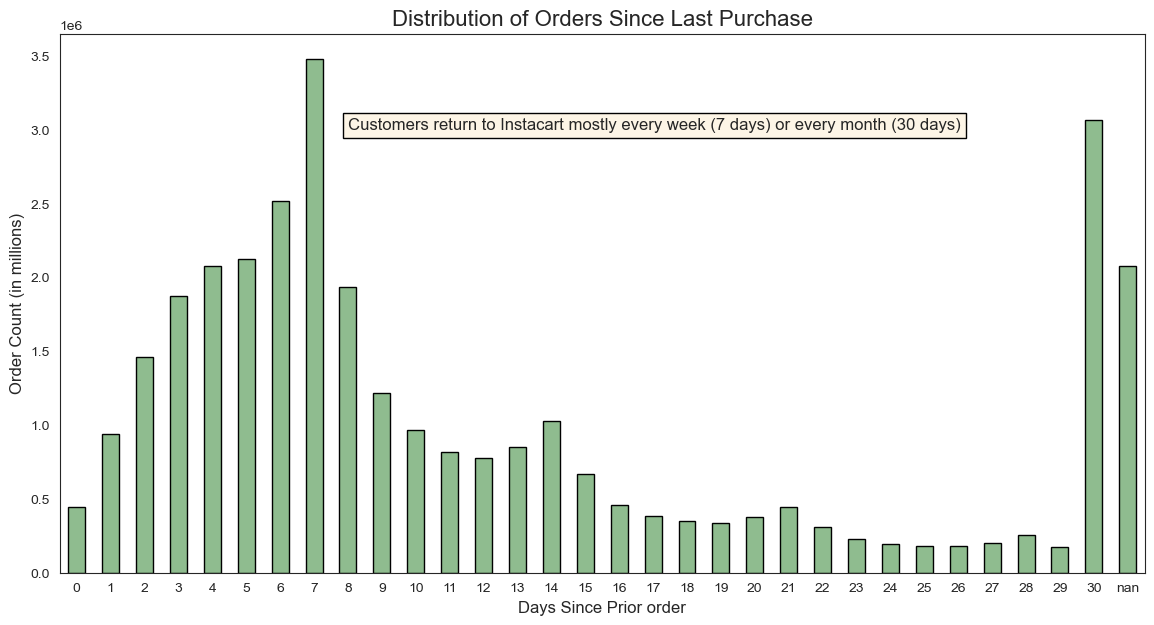 Distribution of Orders Since Last Purchase
1e6
3.5
3.0
2.5
2.0
1.5
1.0
0.5
0.0
Order Count (in millions)
Customers return to Instacart mostly every week (7 days) or every month (30 days)
0 1 2 3 4 5 6 7 8 9 10 11 12 13 14 15 16 17 18 19 20 21 22 23 24 25 26 27 28 29 30 nan
Days Since Prior order